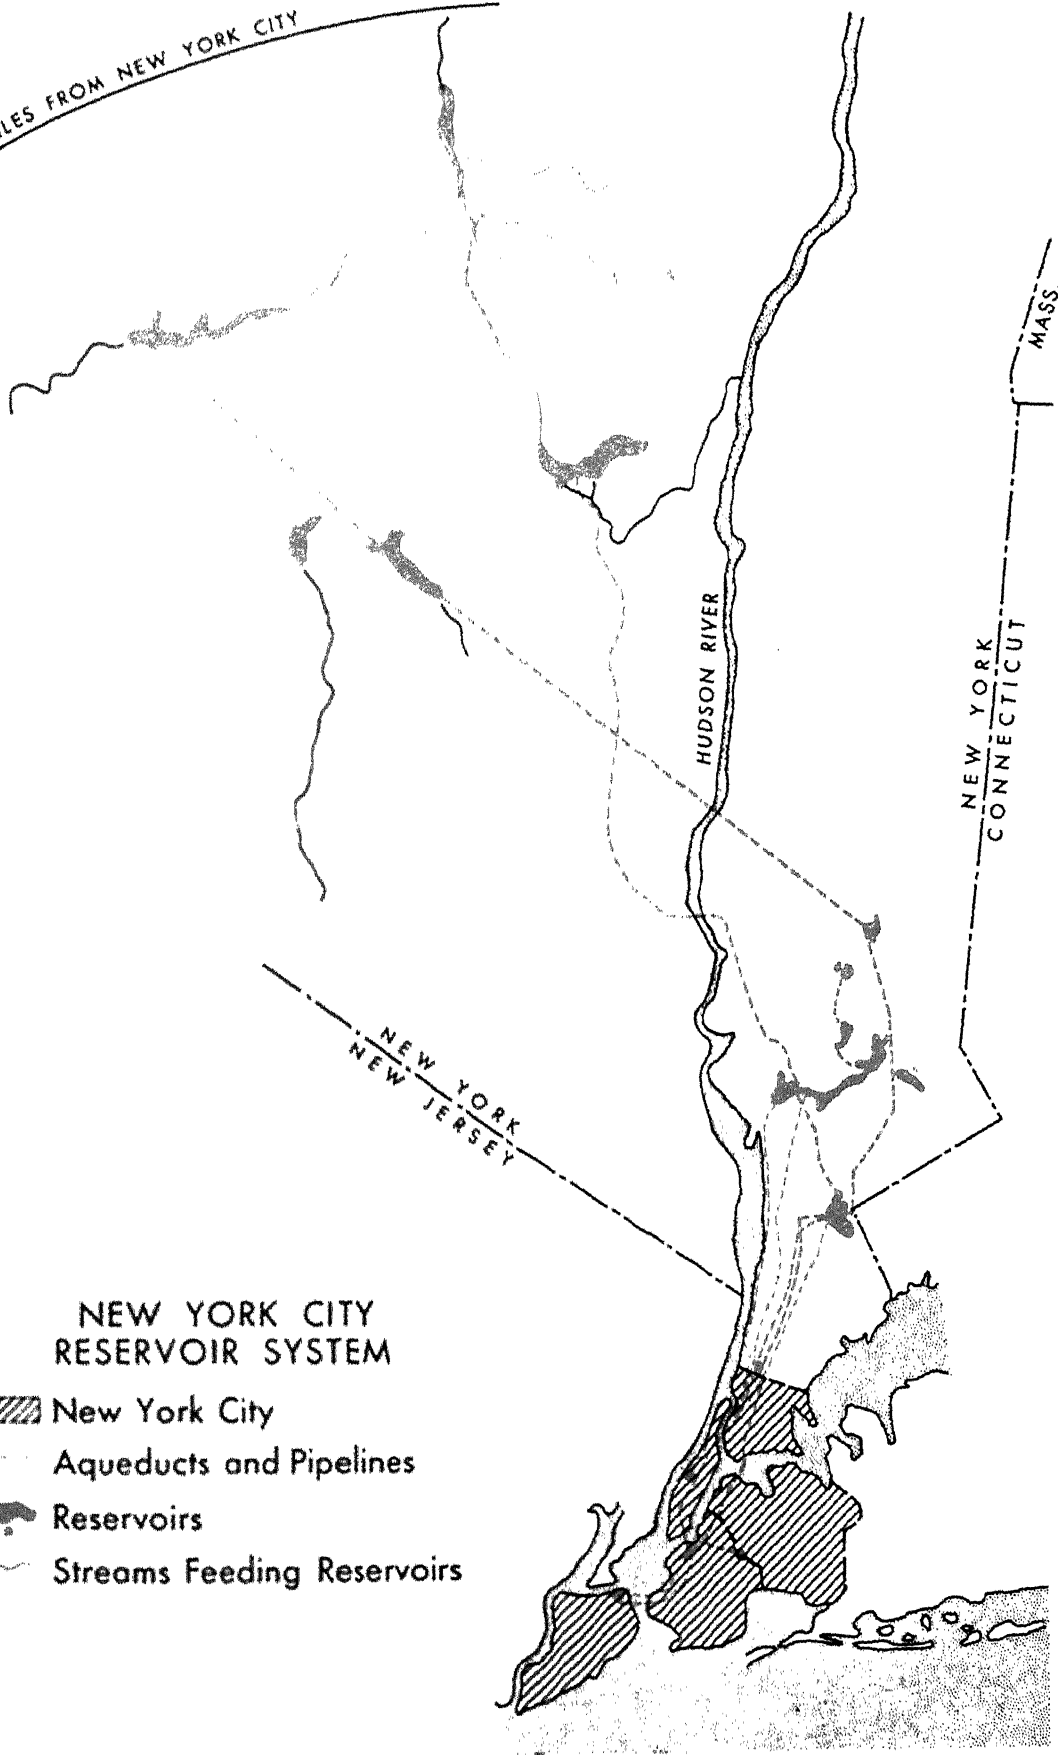 FROM NEW YORK CITY
MASS.
HUDSON RIVER
NEW YORK
CONNECTICUT
NEW YORK
NEW JERSEY
NEW YORK CITY
RESERVOIR SYSTEM
New York City
Aqueducts and Pipelines
Reservoirs
Streams Feeding Reservoirs